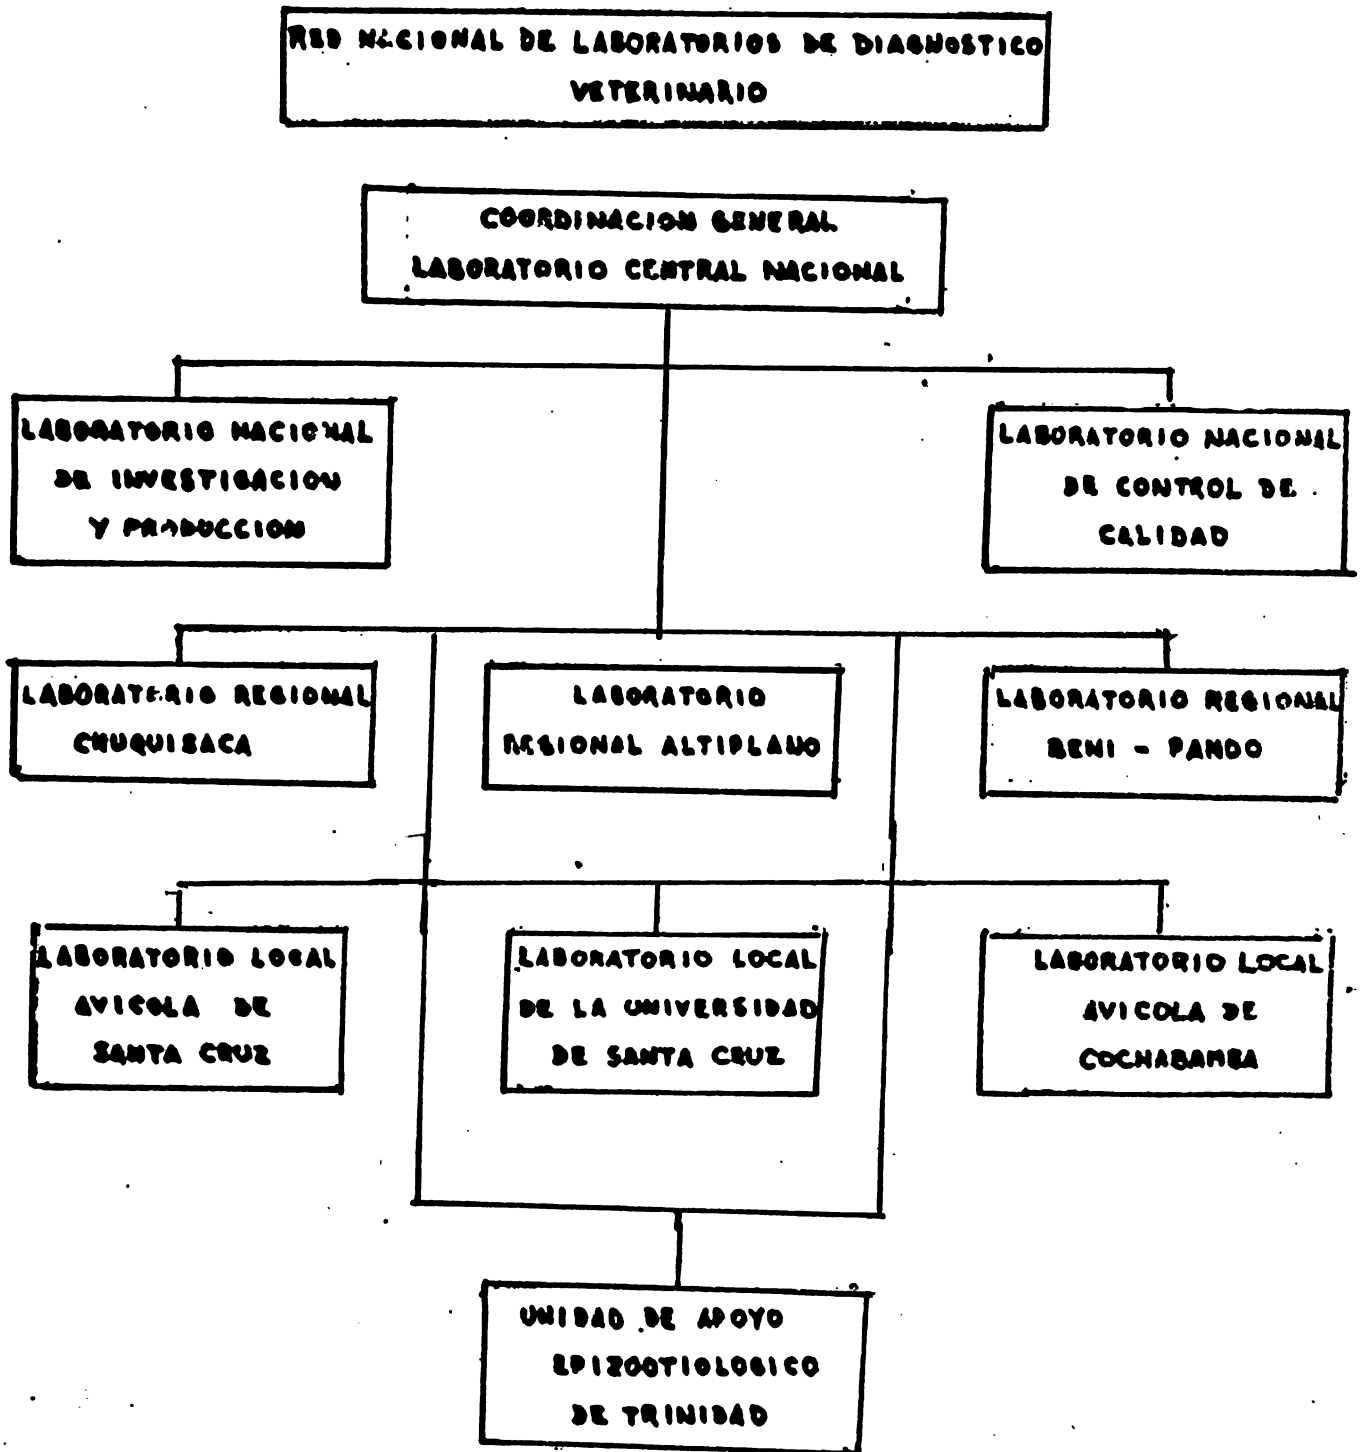 RED NACIONAL DE LABORATORIOS DE DIAGNOSTICO
VETERINARIO
COORDINACION GENERAL
LABORATORIO CENTRAL NACIONAL
LABORATORIO NACIONAL
DE INVESTIGACION
Y PRODUCCION
LABORATORIO NACIONAL
DE CONTROL DE
CALIDAD
LABORATORIO REGIONAL
CHUQUISACA
LABORATORIO
REGIONAL ALTIPLANO
LABORATORIO REGIONAL
BENI - PANDO
LABORATORIO LOCAL
AVICOLA DE
SANTA CRUZ
LABORATORIO LOCAL
DE LA UNIVERSIDAD
DE SANTA CRUZ
LABORATORIO LOCAL
AVICOLA DE
COCHABAMBA
UNIDAD DE APOYO
EPIZOOTIOLOGICO
DE TRINIDAD